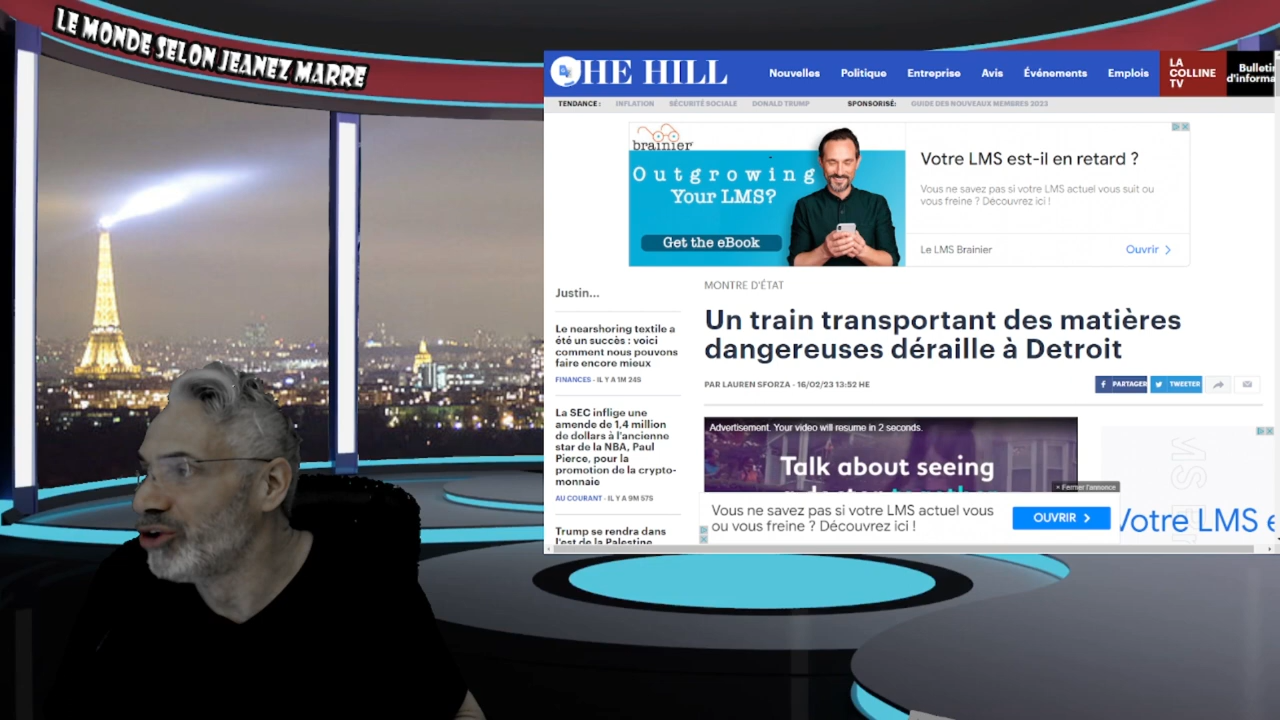 LE MONDE SELON JEANEZ MARRE
HE HILL
Nouvelles
Politique
Entreprise
Avis
Événements
Emplois
LA
COLLINE
TV
Bulletin
d'informa
TENDANCE :
INFLATION
SÉCURITÉ SOCIALE
DONALD TRUMP
SPONSORISÉ:
GUIDE DES NOUVEAUX MEMBRES 2023
brainier
Outgrowing
Your LMS?
Get the eBook
Votre LMS est-il en retard ?
Vous ne savez pas si votre LMS actuel vous suit ou
vous freine ? Découvrez ici !
Le LMS Brainier
Ouvrir
Justin...
Le nearshoring textile a
été un succès : voici
comment nous pouvons
faire encore mieux
FINANCES - IL Y A 1M 24S
La SEC inflige une
amende de 1,4 million
de dollars à l'ancienne
star de la NBA, Paul
Pierce, pour la
promotion de la crypto-
monnaie
AU COURANT - IL Y A 9M 57S
Trump se rendra dans
l'est de la Palestine
MONTRE D'ÉTAT
Un train transportant des matières
dangereuses déraille à Detroit
PAR LAUREN SFORZA - 16/02/23 13:52 HE
PARTAGER
TWEETER
Advertisement. Your video will resume in 2 seconds.
Talk about seeing
× Fermer l'annonce
Vous ne savez pas si votre LMS actuel vous suit
ou vous freine ? Découvrez ici !
OUVRIR
Votre LMS e